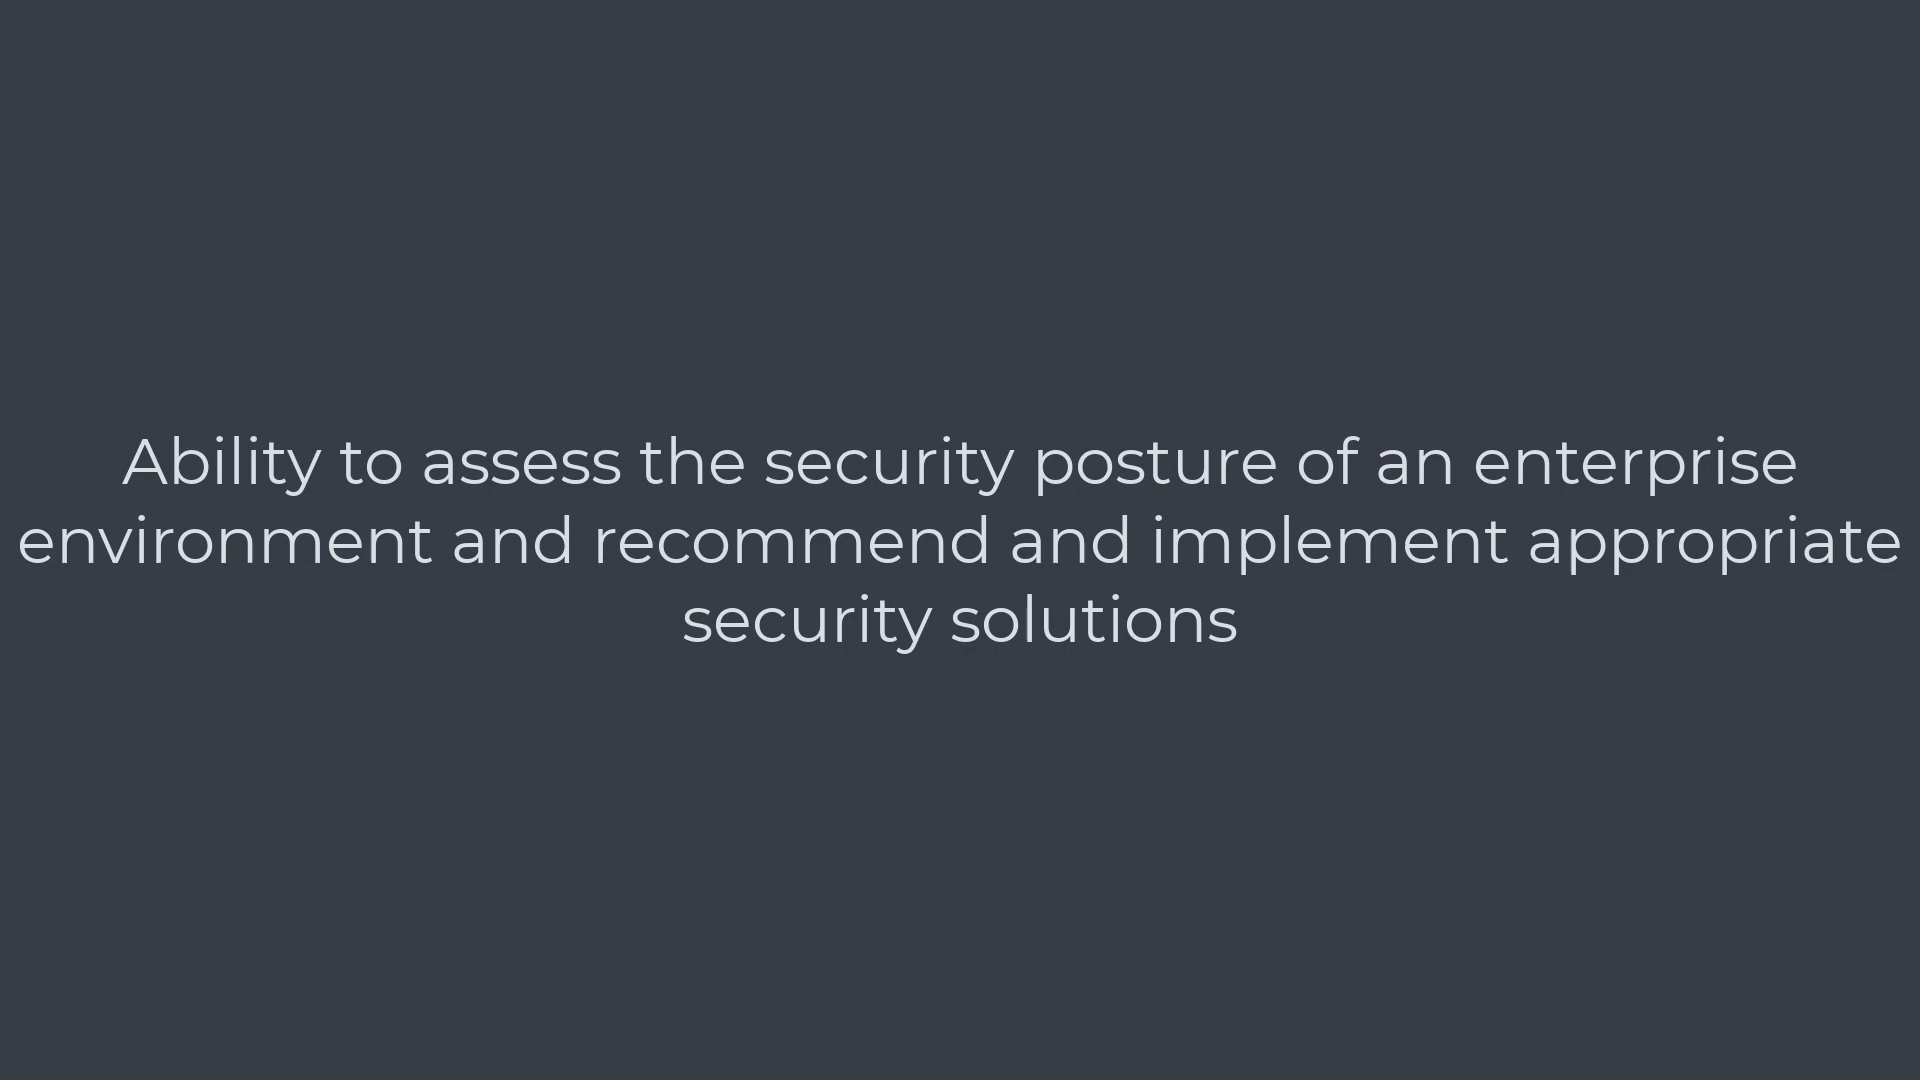 Ability to assess the security posture of an enterprise
environment and recommend and implement appropriate
security solutions